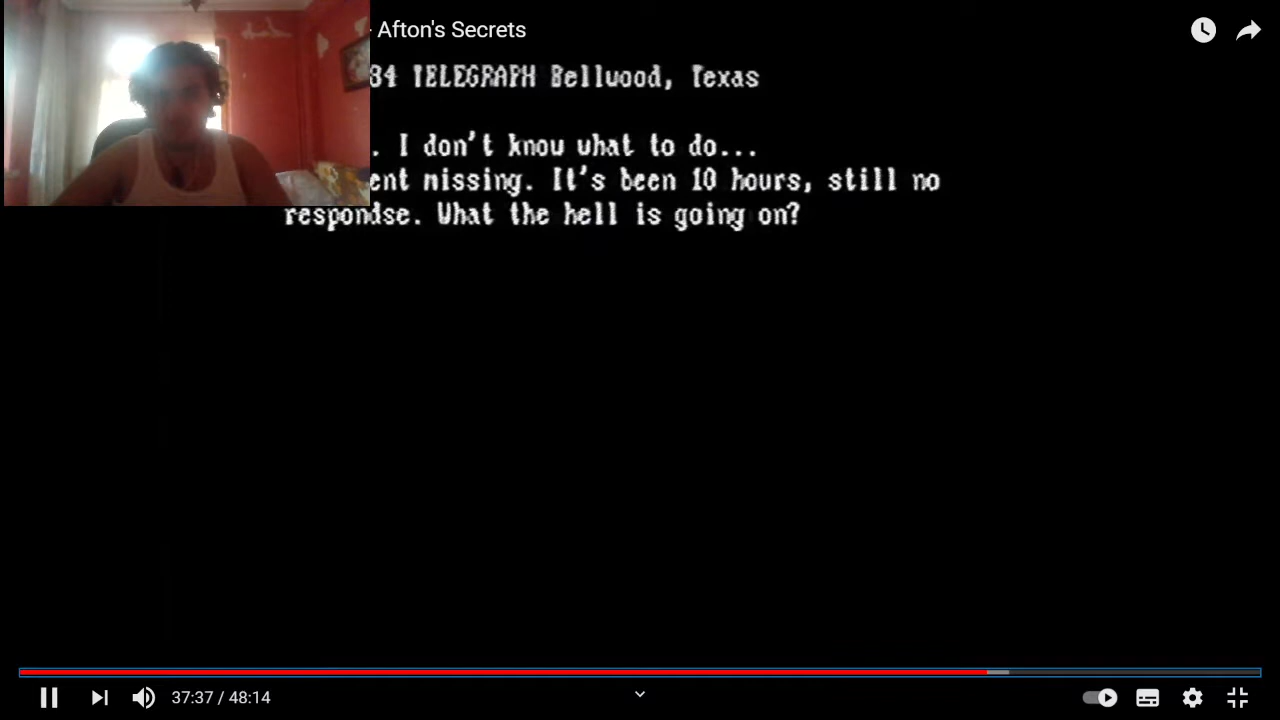 - Afton's Secrets
84 TELEGRAPH Bellwood, Texas
. I don't know what to do...
ent missing. It's been 10 hours, still no
respondse. What the hell is going on?
37:37 / 48:14